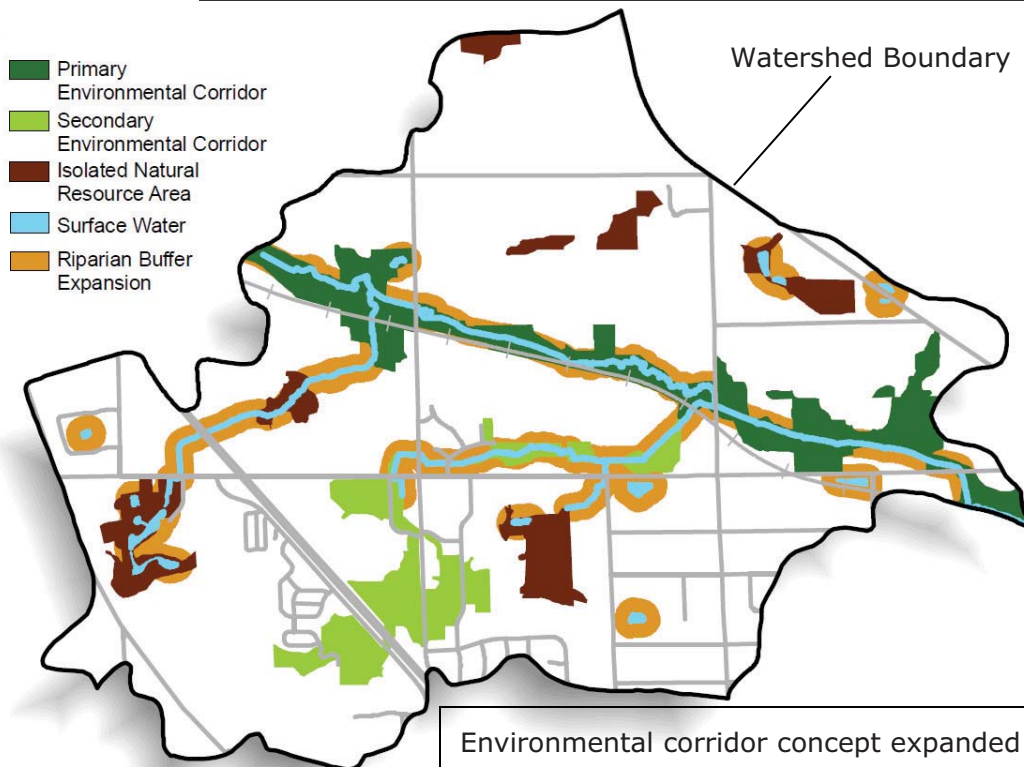 Watershed Boundary
Primary
Environmental Corridor
Secondary
Environmental Corridor
Isolated Natural
Resource Area
Surface Water
Riparian Buffer
Expansion
Environmental corridor concept expanded